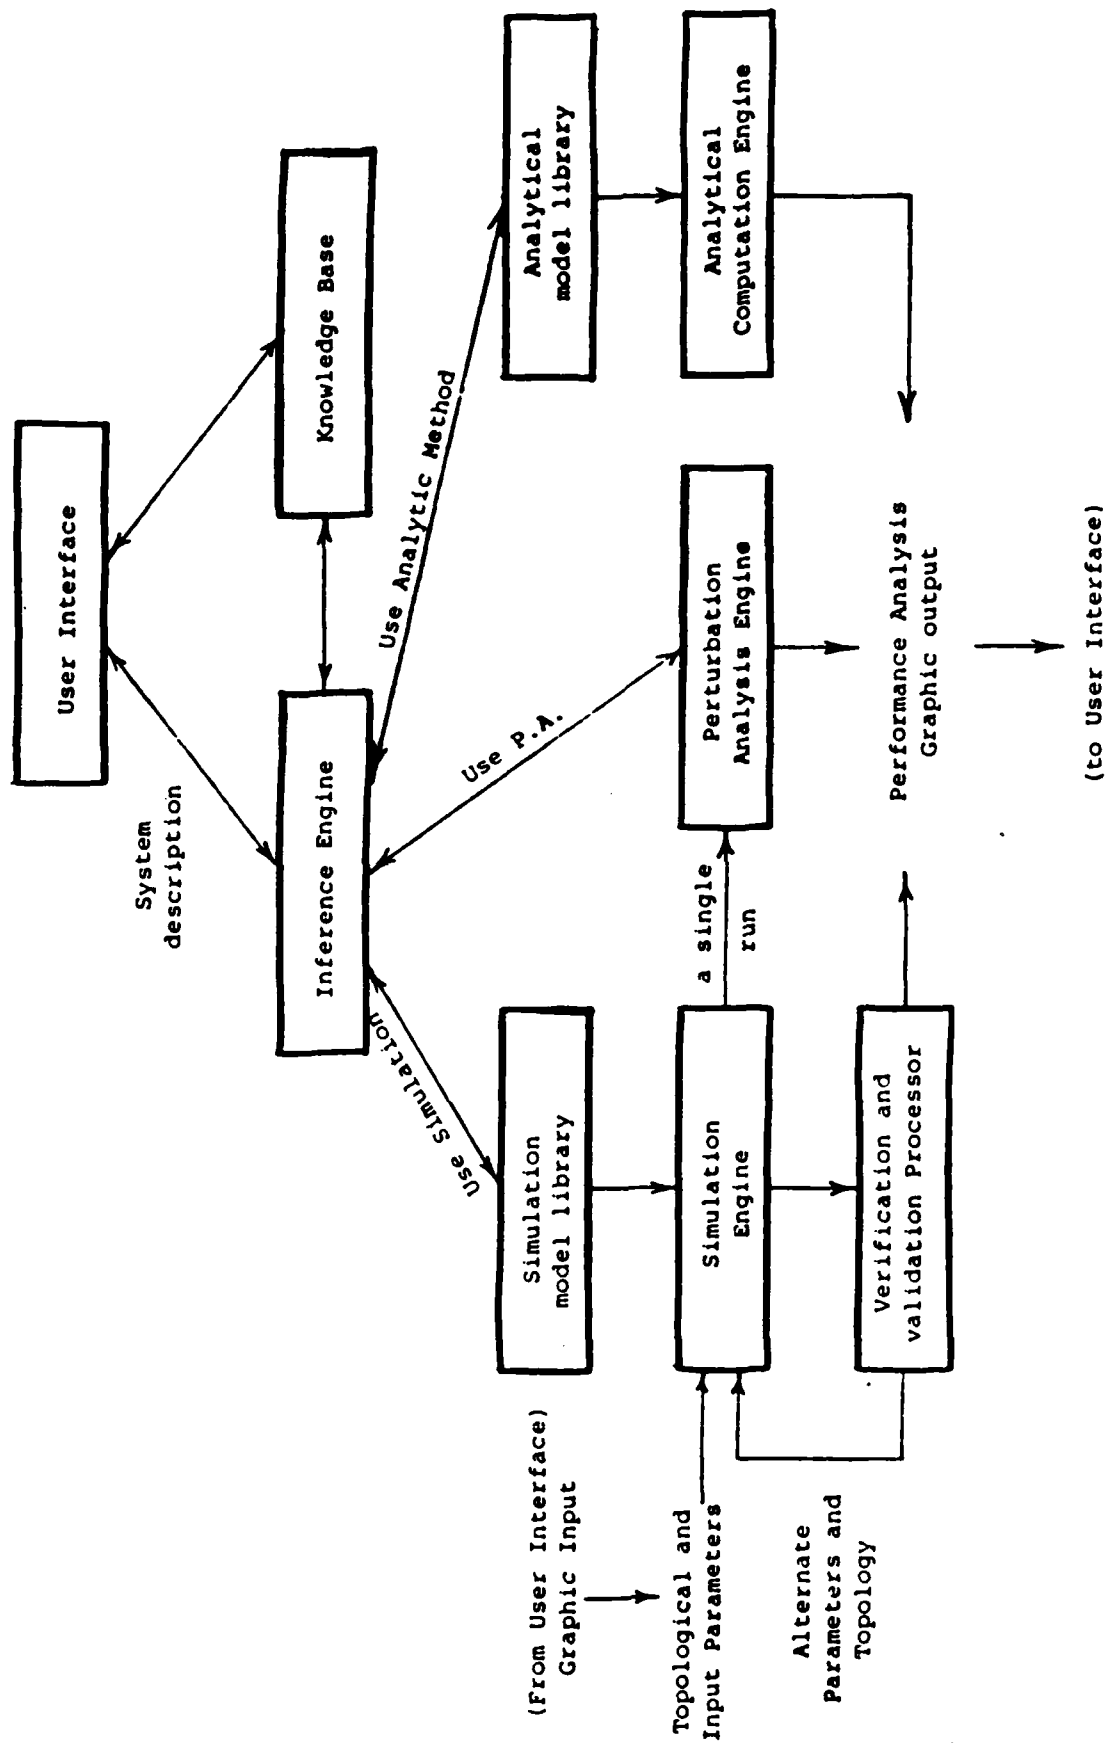 User Interface
System
description
Inference Engine
Knowledge Base
Use Simulation
Use P.A.
Use Analytic Method
(From User Interface)
Graphic Input
Simulation
model library
Analytical
model library
Topological and
Input Parameters
Simulation
Engine
a single
run
Perturbation
Analysis Engine
Analytical
Computation Engine
Alternate
Parameters and
Topology
Verification and
validation Processor
Performance Analysis
Graphic output
(to User Interface)